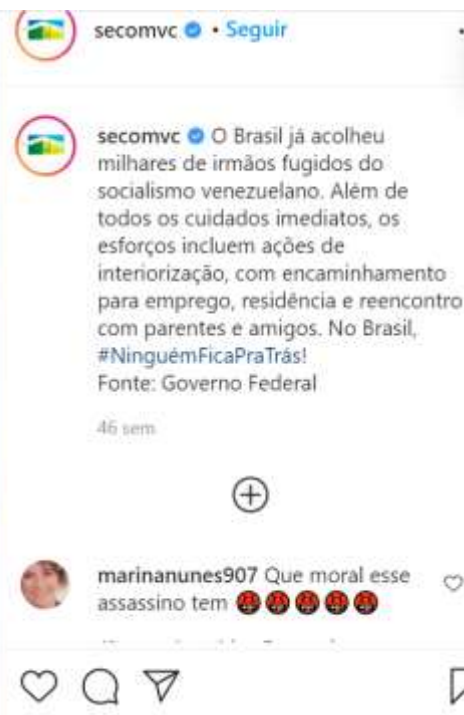 secomvc • Seguir
secomvc O Brasil já acolheu
milhares de irmãos fugidos do
socialismo venezuelano. Além de
todos os cuidados imediatos, os
esforços incluem ações de
interiorização, com encaminhamento
para emprego, residência e reencontro
com parentes e amigos. No Brasil,
#NinguémFicaPraTrás!
Fonte: Governo Federal
46 sem
marinanunes907 Que moral esse
assassino tem 😡😡😡😡😡